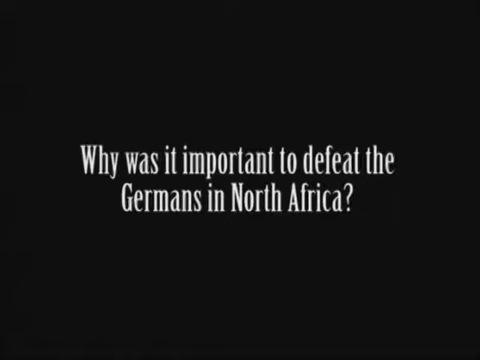 Why was it important to defeat the
Germans in North Africa?